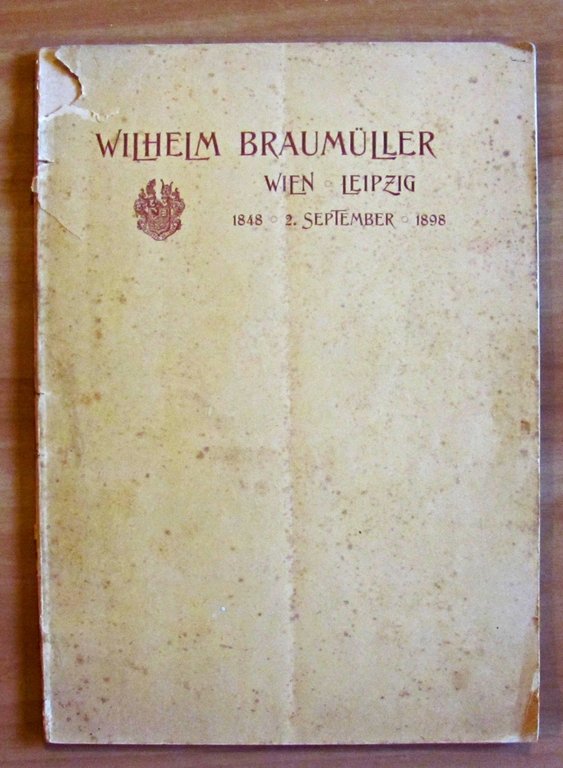 WILHELM BRAUMÜLLER
WIEN ◦ LEIPZIG
1848 ◦ 2. SEPTEMBER ◦ 1898